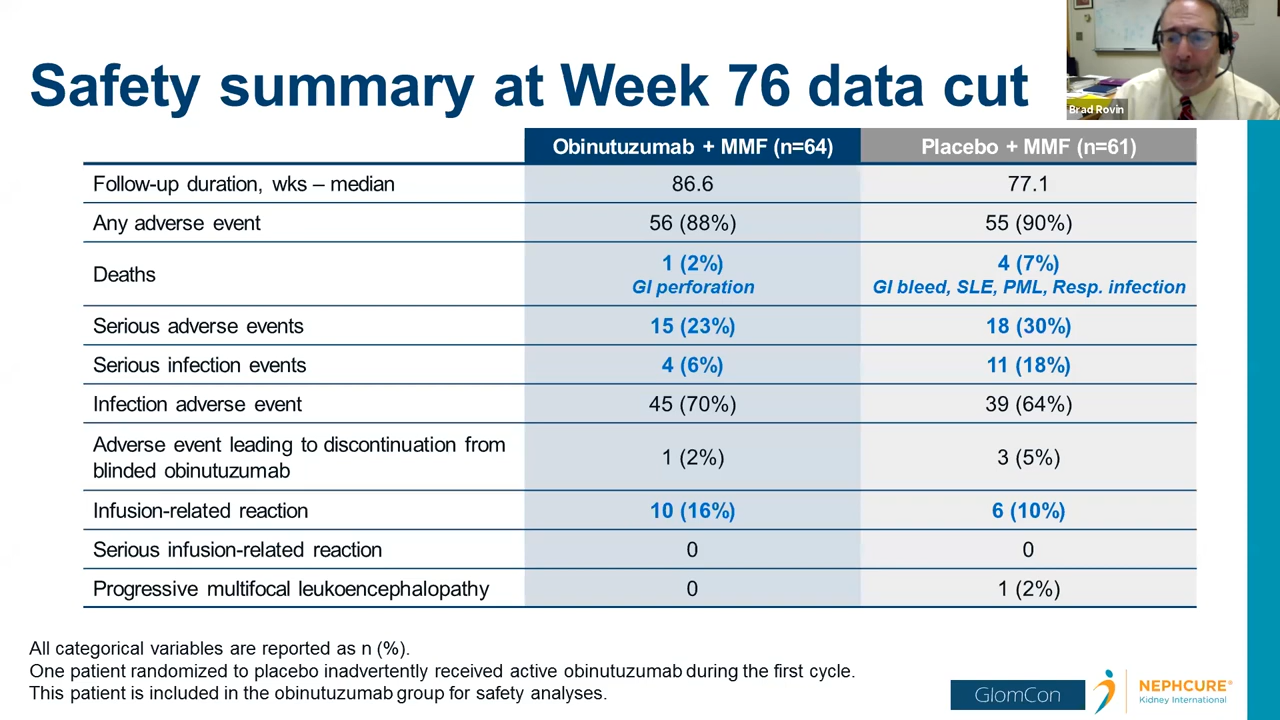 Safety summary at Week 76 data cut
Brad Rovin
Obinutuzumab + MMF (n=64) Placebo + MMF (n=61)
Follow-up duration, wks – median 86.6 77.1
Any adverse event 56 (88%) 55 (90%)
Deaths 1 (2%) 4 (7%)
GI perforation GI bleed, SLE, PML, Resp. infection
Serious adverse events 15 (23%) 18 (30%)
Serious infection events 4 (6%) 11 (18%)
Infection adverse event 45 (70%) 39 (64%)
Adverse event leading to discontinuation from
blinded obinutuzumab 1 (2%) 3 (5%)
Infusion-related reaction 10 (16%) 6 (10%)
Serious infusion-related reaction 0 0
Progressive multifocal leukoencephalopathy 0 1 (2%)
All categorical variables are reported as n (%).
One patient randomized to placebo inadvertently received active obinutuzumab during the first cycle.
This patient is included in the obinutuzumab group for safety analyses.
GlomCon
NEPHCURE®
Kidney International